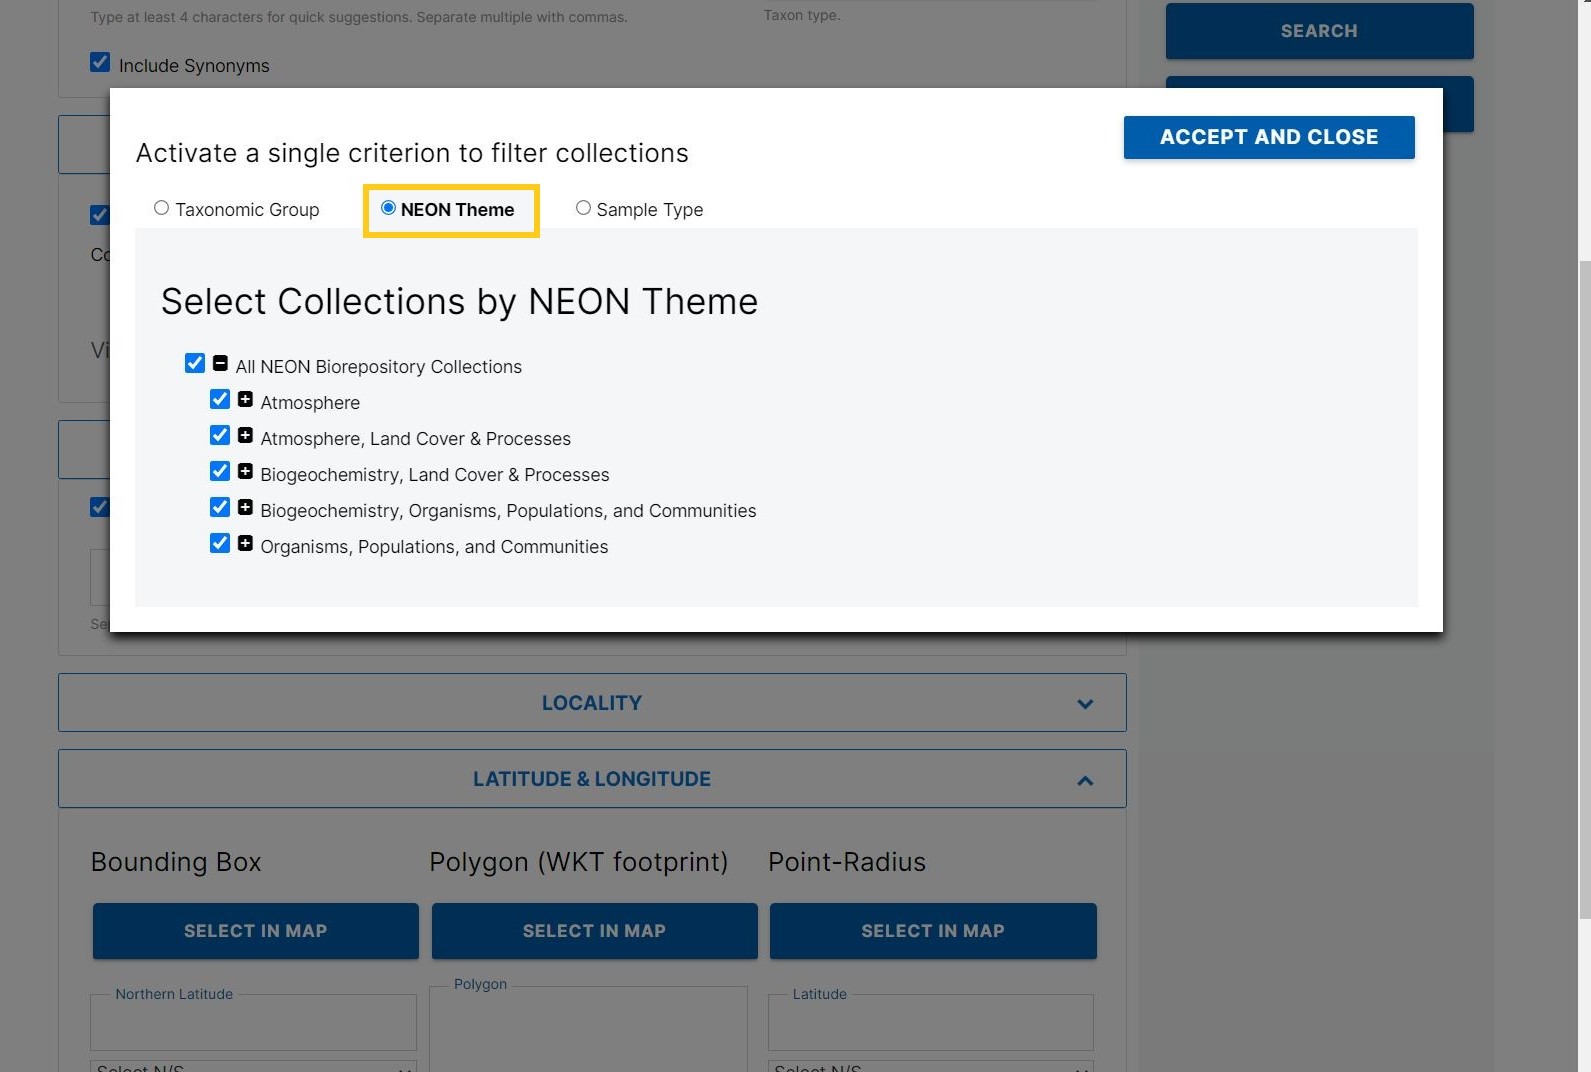 Type at least 4 characters for quick suggestions. Separate multiple with commas.
Taxon type.
SEARCH
Include Synonyms
ACCEPT AND CLOSE
Activate a single criterion to filter collections
Taxonomic Group
NEON Theme
Sample Type
Select Collections by NEON Theme
All NEON Biorepository Collections
Atmosphere
Atmosphere, Land Cover & Processes
Biogeochemistry, Land Cover & Processes
Biogeochemistry, Organisms, Populations, and Communities
Organisms, Populations, and Communities
LOCALITY
LATITUDE & LONGITUDE
Bounding Box
Polygon (WKT footprint)
Point-Radius
SELECT IN MAP
SELECT IN MAP
SELECT IN MAP
Northern Latitude
Polygon
Latitude
Select N/S
Select N/S